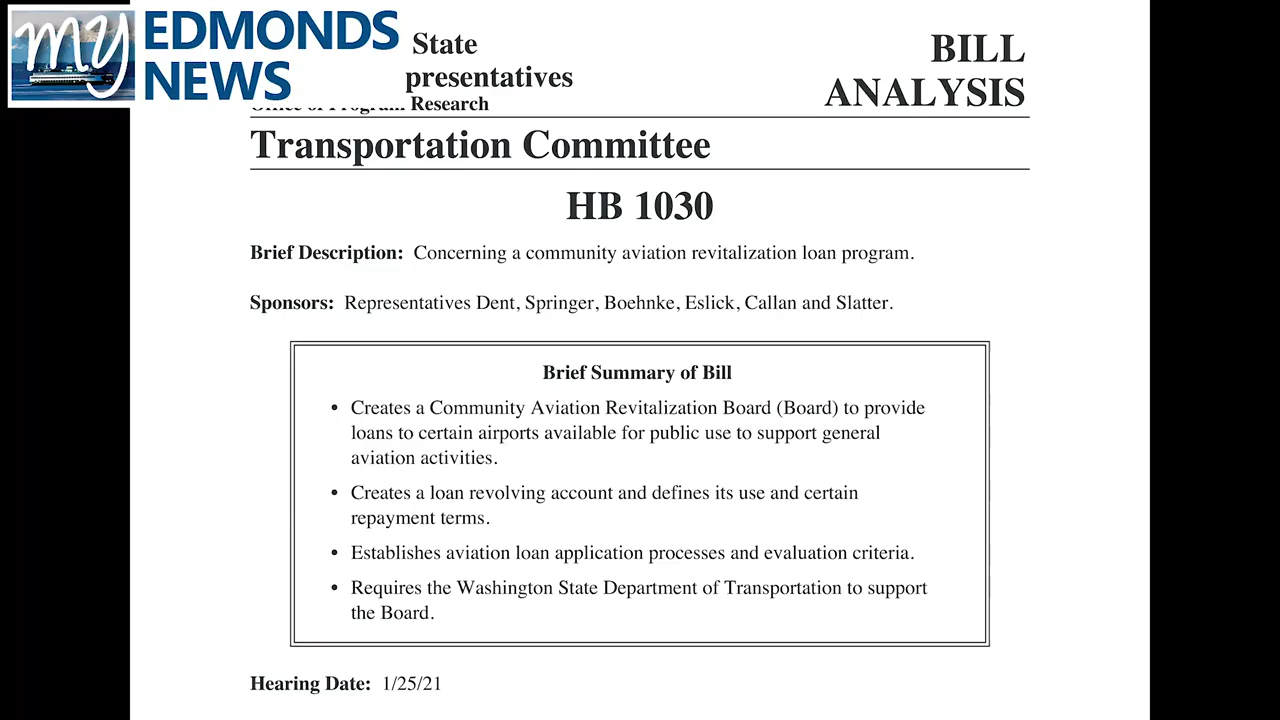 my EDMONDS
NEWS
State
presentatives
BILL
ANALYSIS
Office of Program Research
Transportation Committee
HB 1030
Brief Description: Concerning a community aviation revitalization loan program.
Sponsors: Representatives Dent, Springer, Boehnke, Eslick, Callan and Slatter.
Brief Summary of Bill
• Creates a Community Aviation Revitalization Board (Board) to provide
loans to certain airports available for public use to support general
aviation activities.
• Creates a loan revolving account and defines its use and certain
repayment terms.
• Establishes aviation loan application processes and evaluation criteria.
• Requires the Washington State Department of Transportation to support
the Board.
Hearing Date: 1/25/21